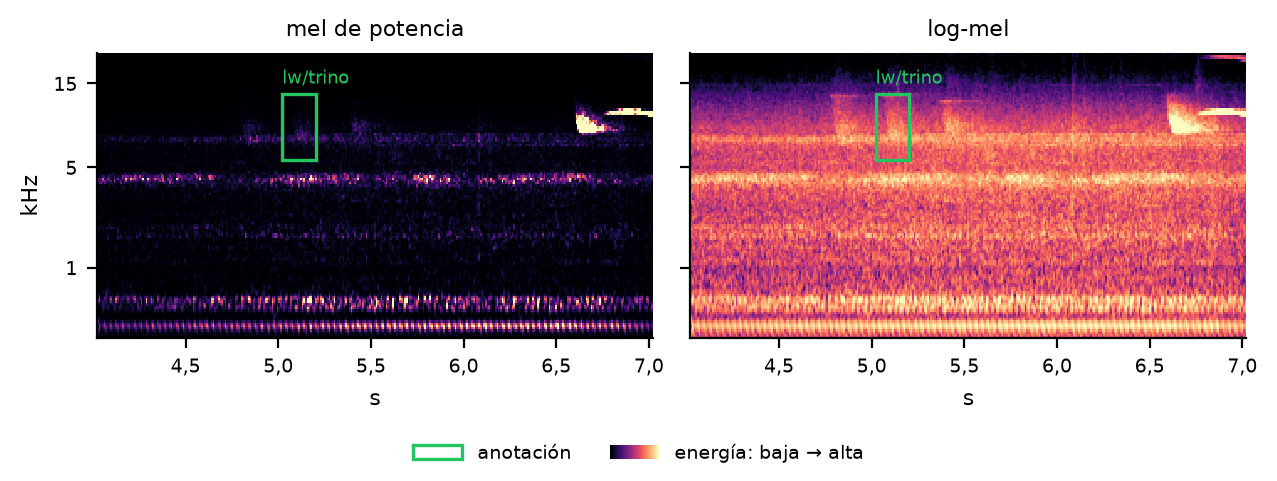 mel de potencia
log-mel
lw/trino
lw/trino
15
5
1
kHz
4,5 5,0 5,5 6,0 6,5 7,0
4,5 5,0 5,5 6,0 6,5 7,0
s
s
anotación
energía: baja → alta